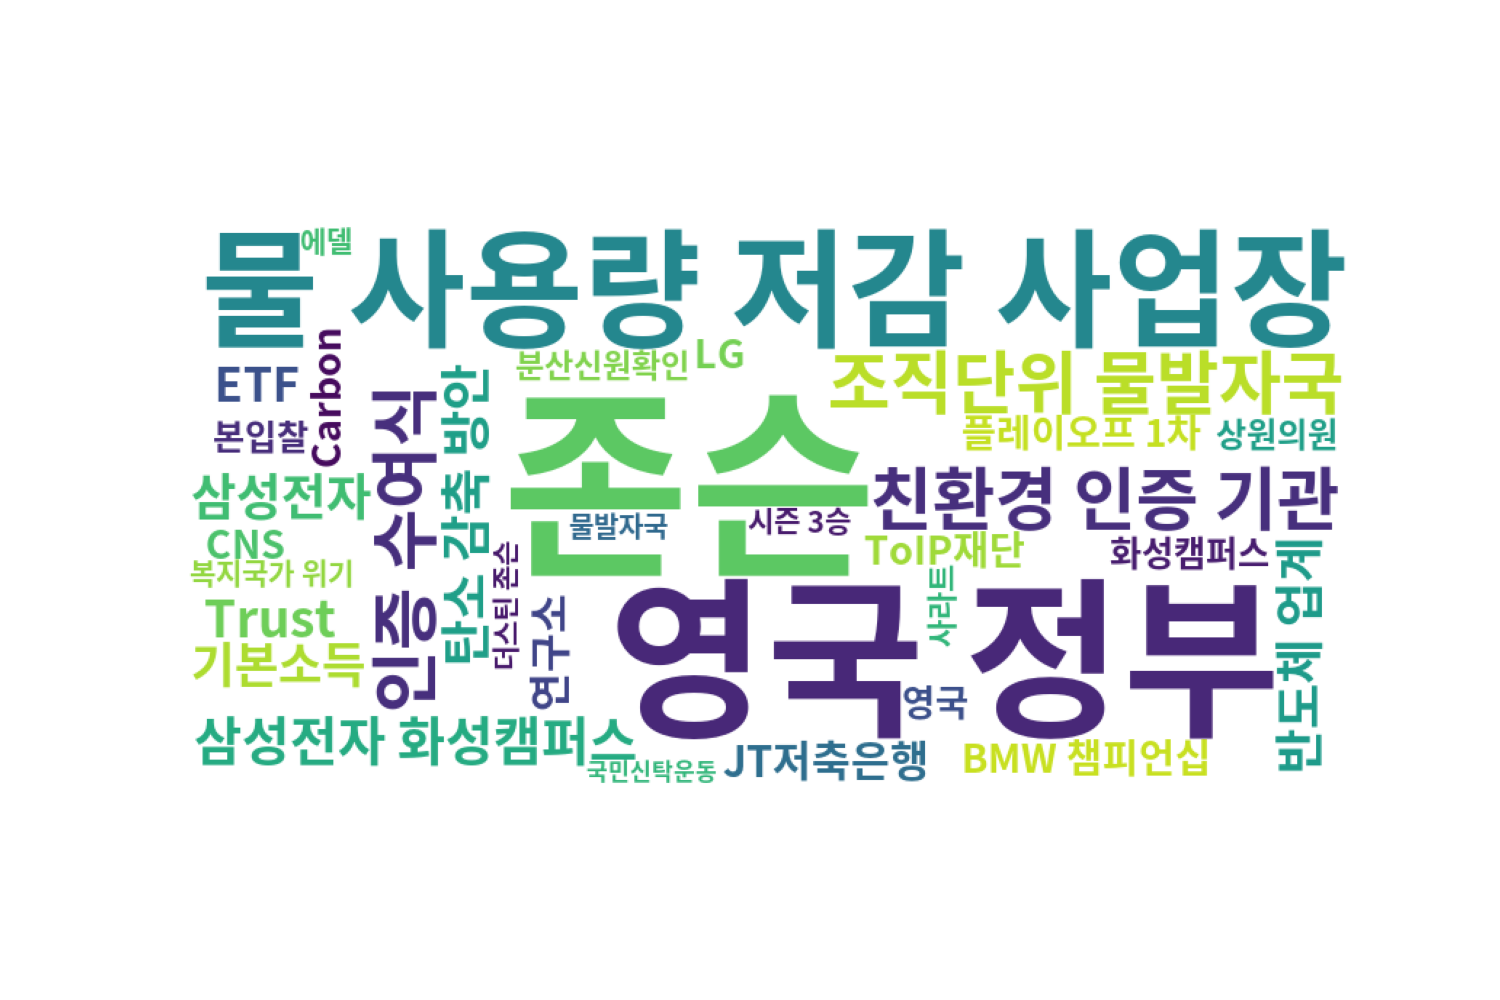 물 사용량 저감 사업장
에델
ETF
Carbon
본입찰
인증 수여식
탄소 감축 방안
분산신원확인
LG
조직단위 물발자국
플레이오프 1차
상원의원
존슨
삼성전자
물발자국
시즌 3승
친환경 인증 기관
CNS
ToIP재단
화성캠퍼스
복지국가 위기
더스틴 존슨
Trust
연구소
사라트
반도체 업계
기본소득
영국 정부
영국
삼성전자 화성캠퍼스
국민신탁운동
JT저축은행
BMW 챔피언십